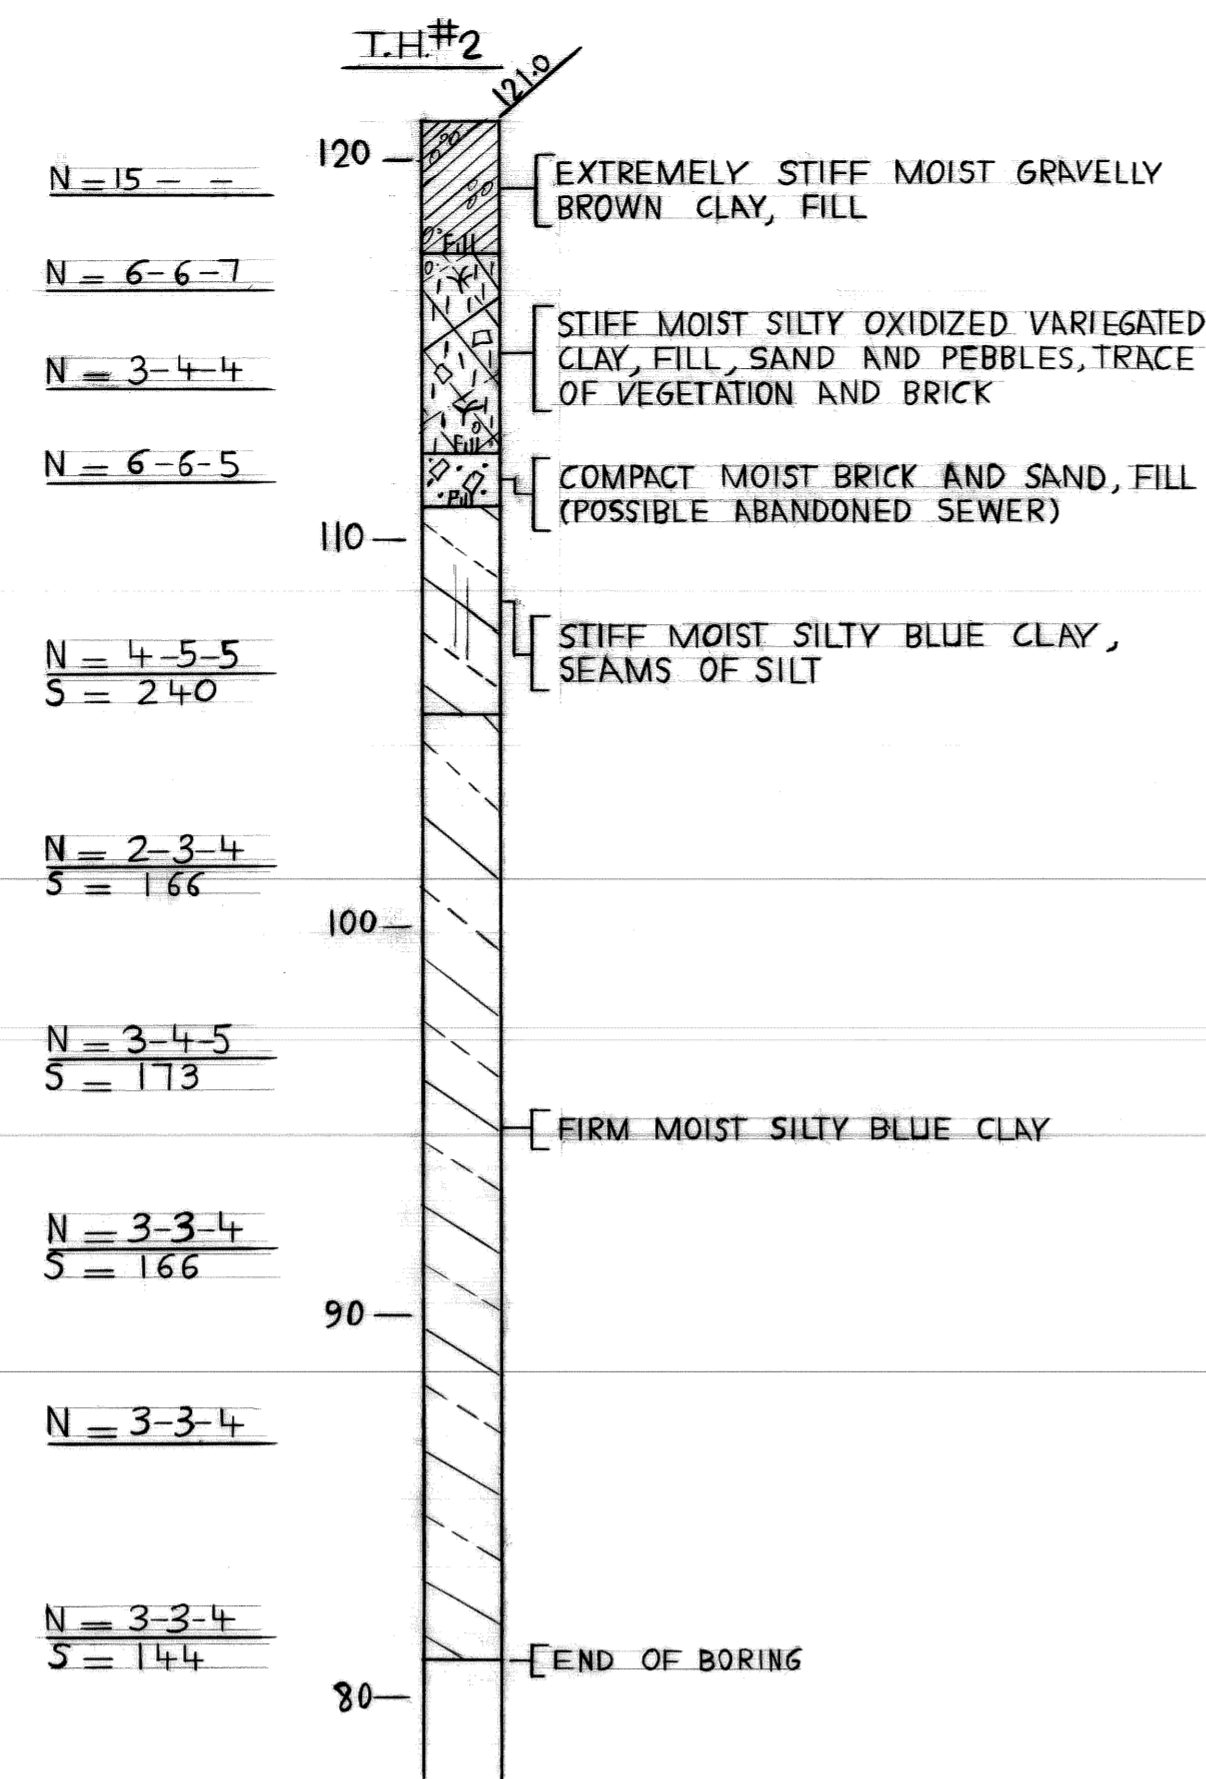 T.H.#2
121.0
120
N = 15 - -
EXTREMELY STIFF MOIST GRAVELLY
BROWN CLAY, FILL
Fill
N = 6-6-7
STIFF MOIST SILTY OXIDIZED VARIEGATED
CLAY, FILL, SAND AND PEBBLES, TRACE
OF VEGETATION AND BRICK
N = 3-4-4
Fill
N = 6-6-5
COMPACT MOIST BRICK AND SAND, FILL
(POSSIBLE ABANDONED SEWER)
Fill
110
N = 4-5-5
S = 240
STIFF MOIST SILTY BLUE CLAY,
SEAMS OF SILT
N = 2-3-4
S = 166
100
N = 3-4-5
S = 173
FIRM MOIST SILTY BLUE CLAY
N = 3-3-4
S = 166
90
N = 3-3-4
N = 3-3-4
S = 144
END OF BORING
80